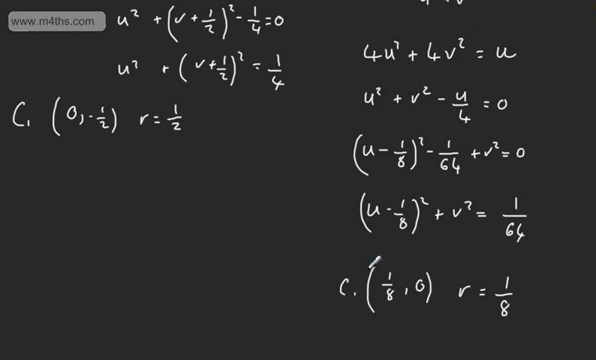 www.m4ths.com
u² + (v + 1/2)² - 1/4 = 0
u² + (v + 1/2)² = 1/4
C. (0, -1/2) r = 1/2
4u² + 4v² = u
u² + v² - u/4 = 0
(u - 1/8)² - 1/64 + v² = 0
(u - 1/8)² + v² = 1/64
C. (1/8, 0) r = 1/8